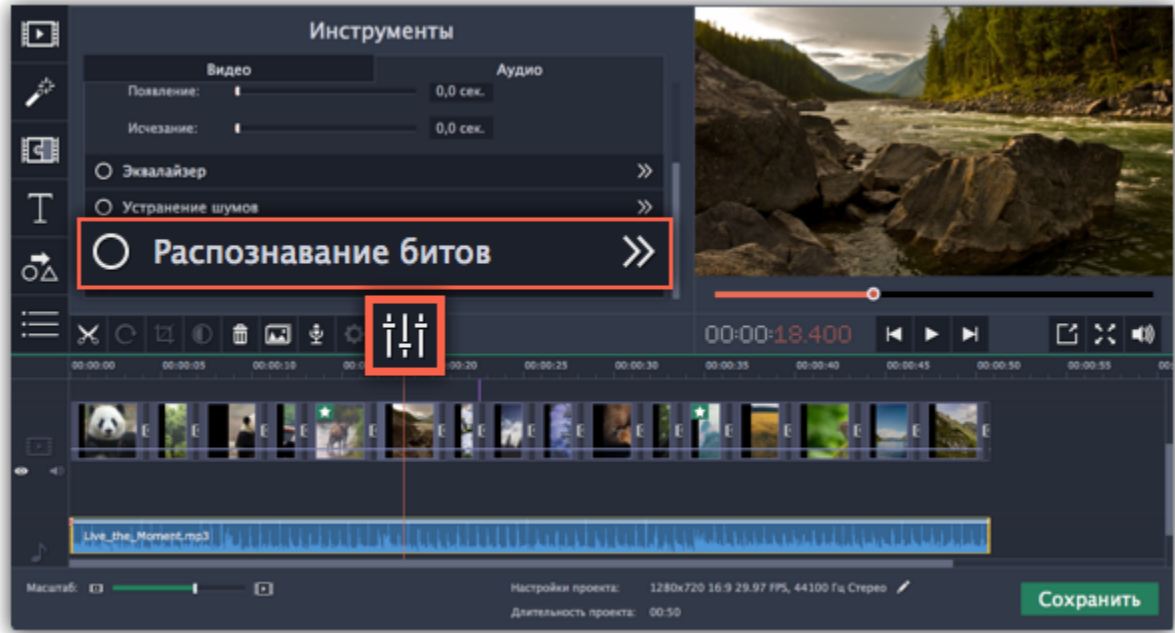 Инструменты
Видео Аудио
Появление: 0,0 сек.
Исчезание: 0,0 сек.
Эквалайзер
Устранение шумов
Распознавание битов
T
00:00:18.400
00:00:00 00:00:05 00:00:10 00:00:20 00:00:25 00:00:30 00:00:35 00:00:40 00:00:45 00:00:50 00:00:55
Live_the_Moment.mp3
Масштаб:
Настройки проекта: 1280x720 16:9 29.97 FPS, 44100 Гц Стерео
Длительность проекта: 00:50
Сохранить